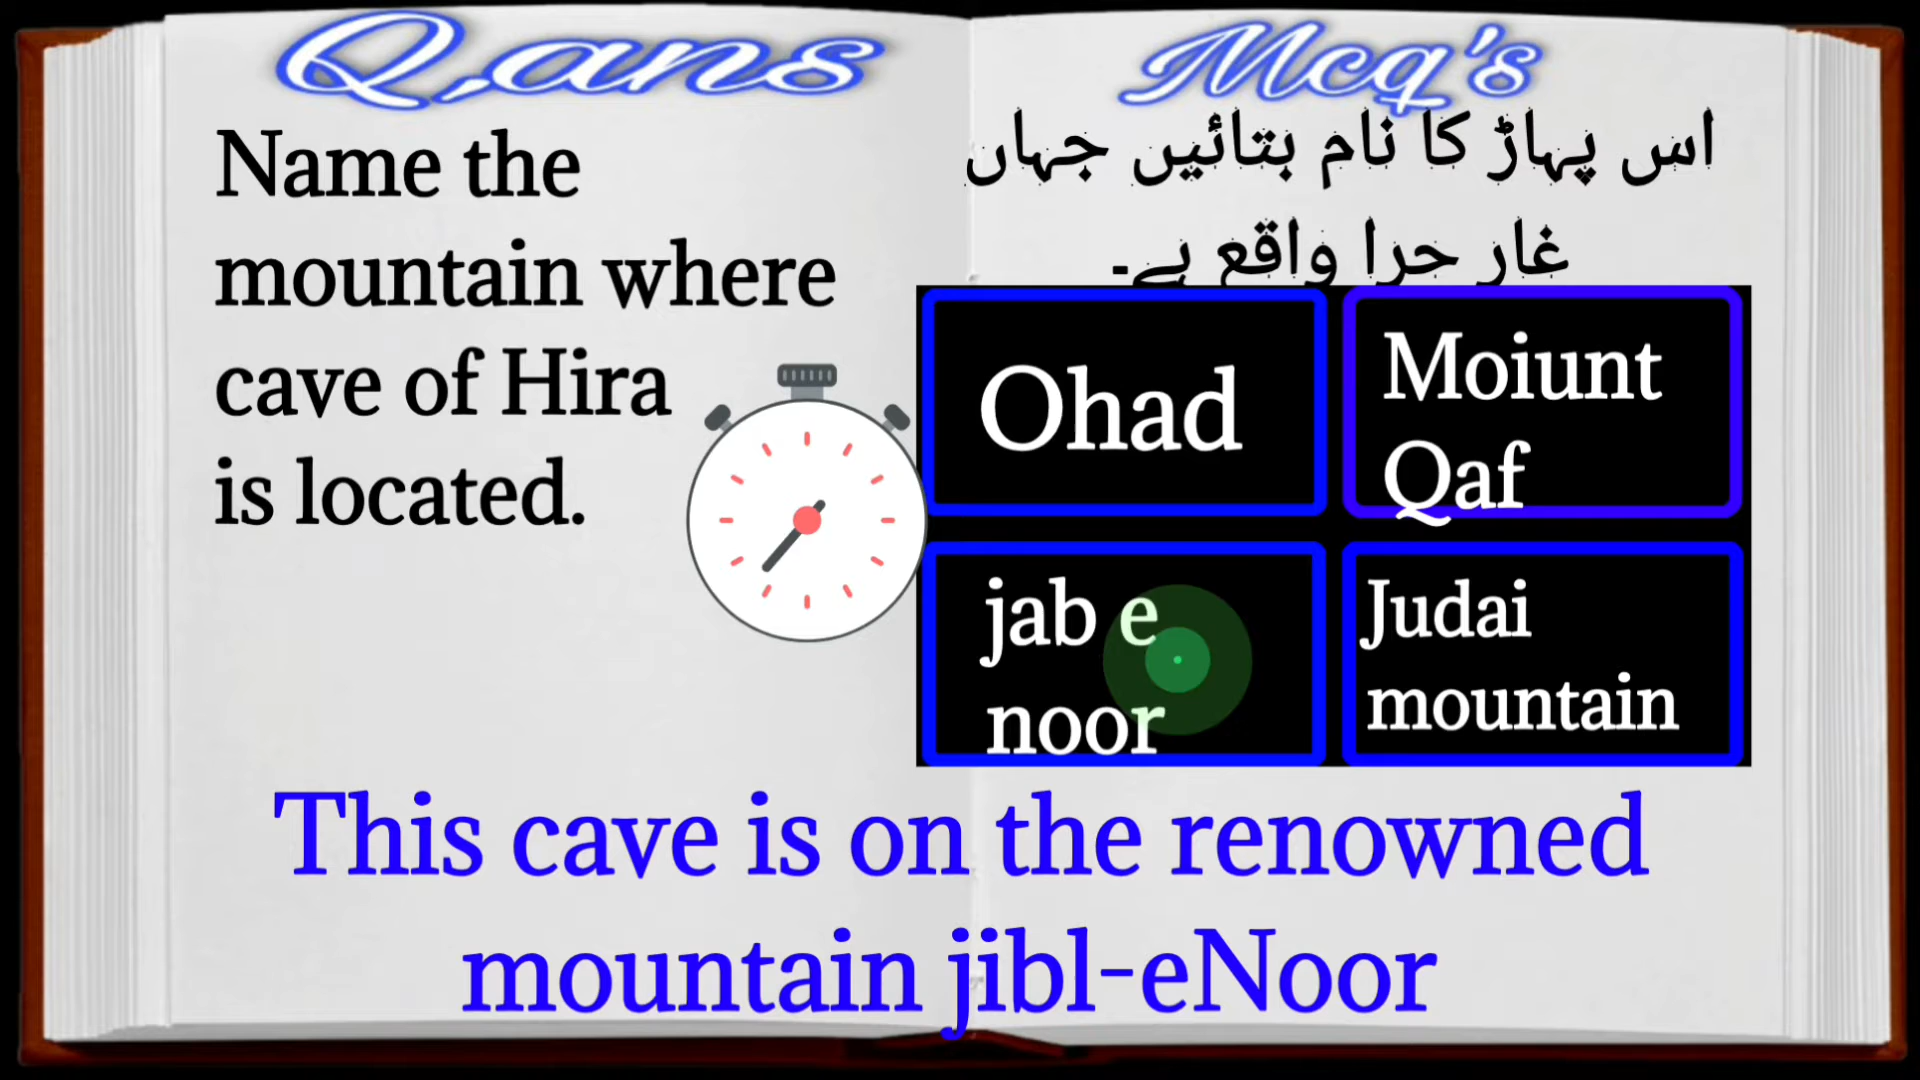 Q,ans
Mcq's
Name the
mountain where
cave of Hira
is located.
اس پہاڑ کا نام بتائیں جہاں
غار حرا واقع ہے۔
Ohad
Moiunt
Qaf
jab e
noor
Judai
mountain
This cave is on the renowned
mountain jibl-eNoor